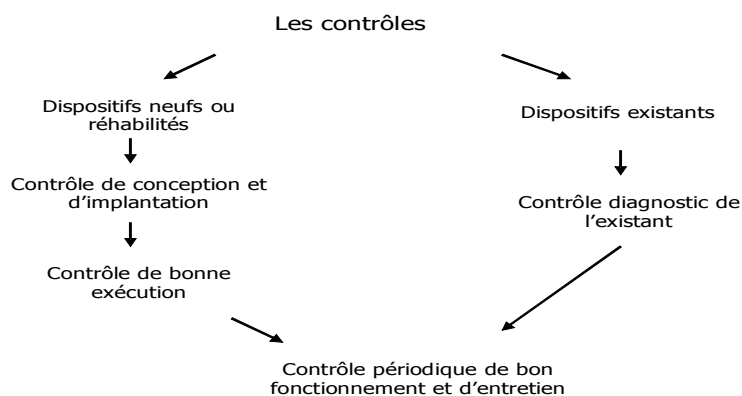 Les contrôles
Dispositifs neufs ou
réhabilités
Dispositifs existants
Contrôle de conception et
d'implantation
Contrôle diagnostic de
l'existant
Contrôle de bonne
exécution
Contrôle périodique de bon
fonctionnement et d'entretien